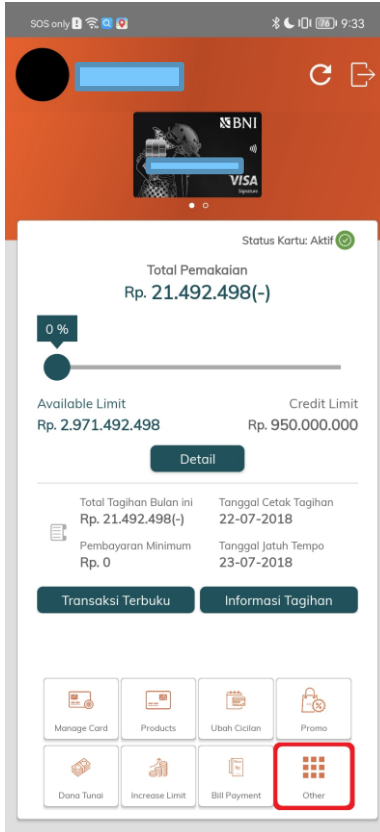 SOS only 76 9:33
BNI
VISA
Signature
Status Kartu: Aktif
Total Pemakaian
Rp. 21.492.498(-)
0 %
Available Limit Credit Limit
Rp. 2.971.492.498 Rp. 950.000.000
Detail
Total Tagihan Bulan ini Tanggal Cetak Tagihan
Rp. 21.492.498(-) 22-07-2018
Pembayaran Minimum Tanggal Jatuh Tempo
Rp. 0 23-07-2018
Transaksi Terbuku Informasi Tagihan
Manage Card Products Ubah Cicilan Promo
Dana Tunai Increase Limit Bill Payment Other